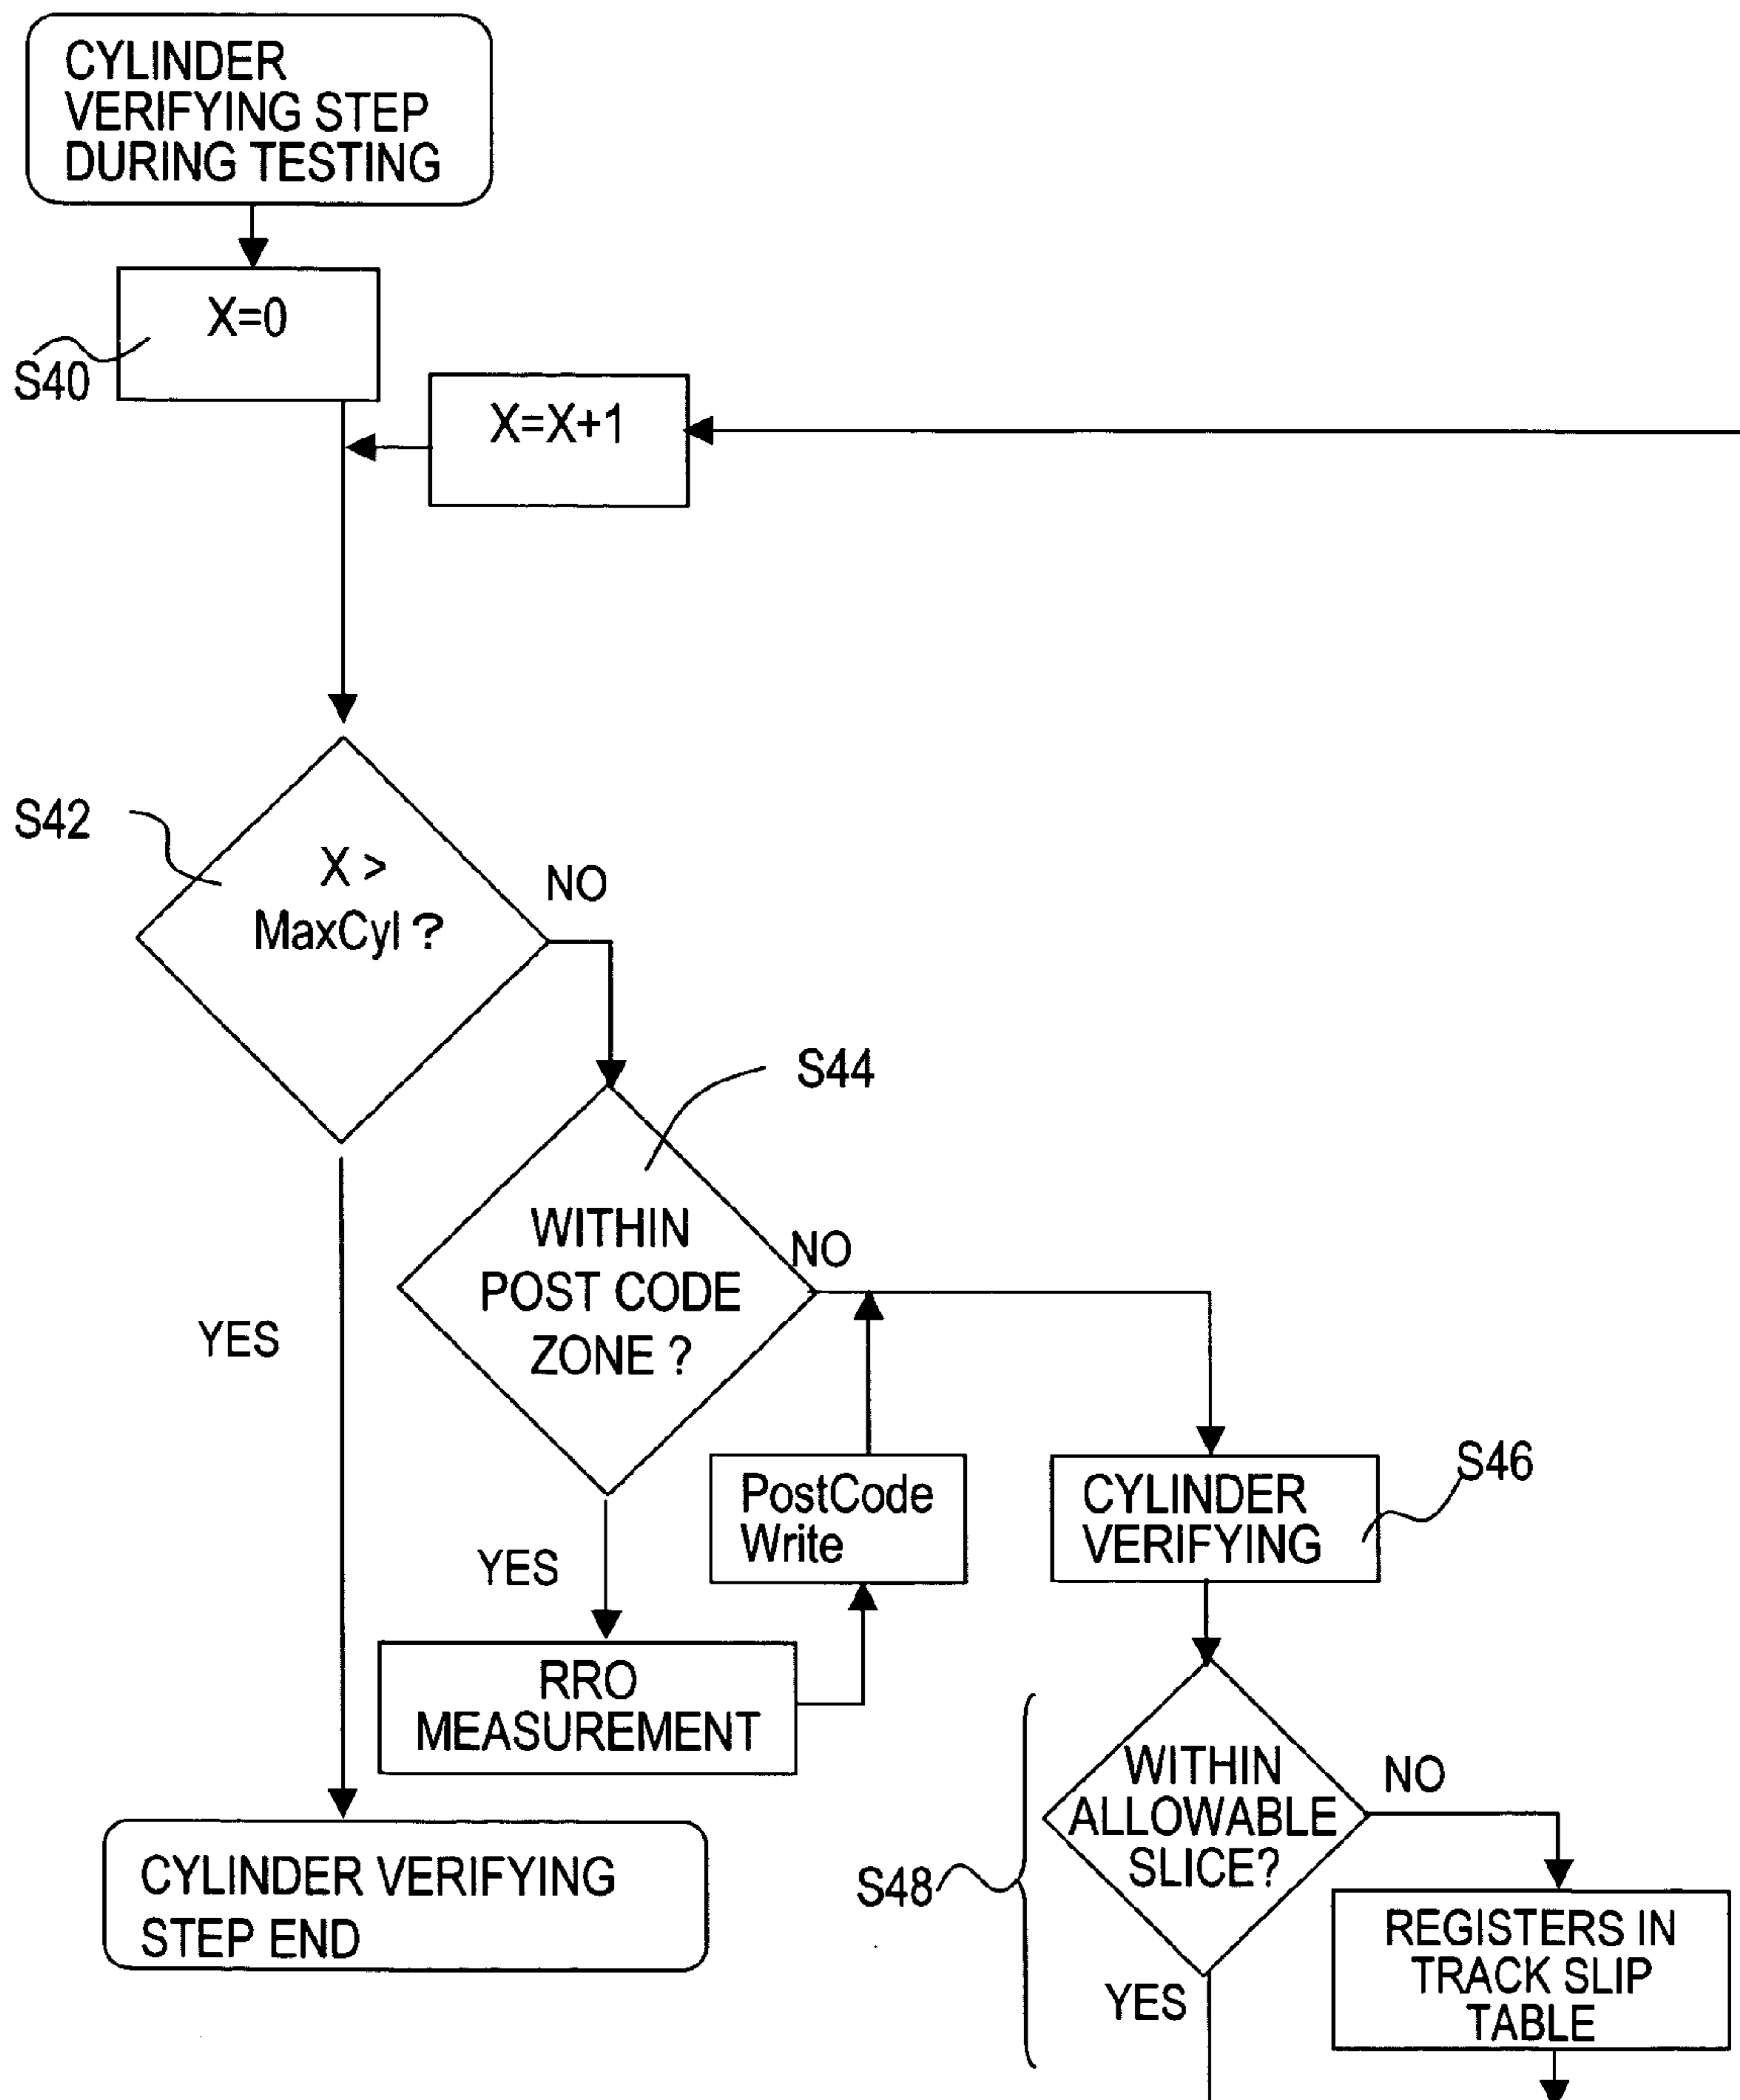 CYLINDER
VERIFYING STEP
DURING TESTING
X=0
S40
X=X+1
S42
X >
MaxCyl ?
NO
YES
S44
WITHIN
POST CODE
ZONE ?
NO
YES
RRO
MEASUREMENT
PostCode
Write
CYLINDER
VERIFYING
S46
WITHIN
ALLOWABLE
SLICE?
S48
NO
YES
REGISTERS IN
TRACK SLIP
TABLE
CYLINDER VERIFYING
STEP END